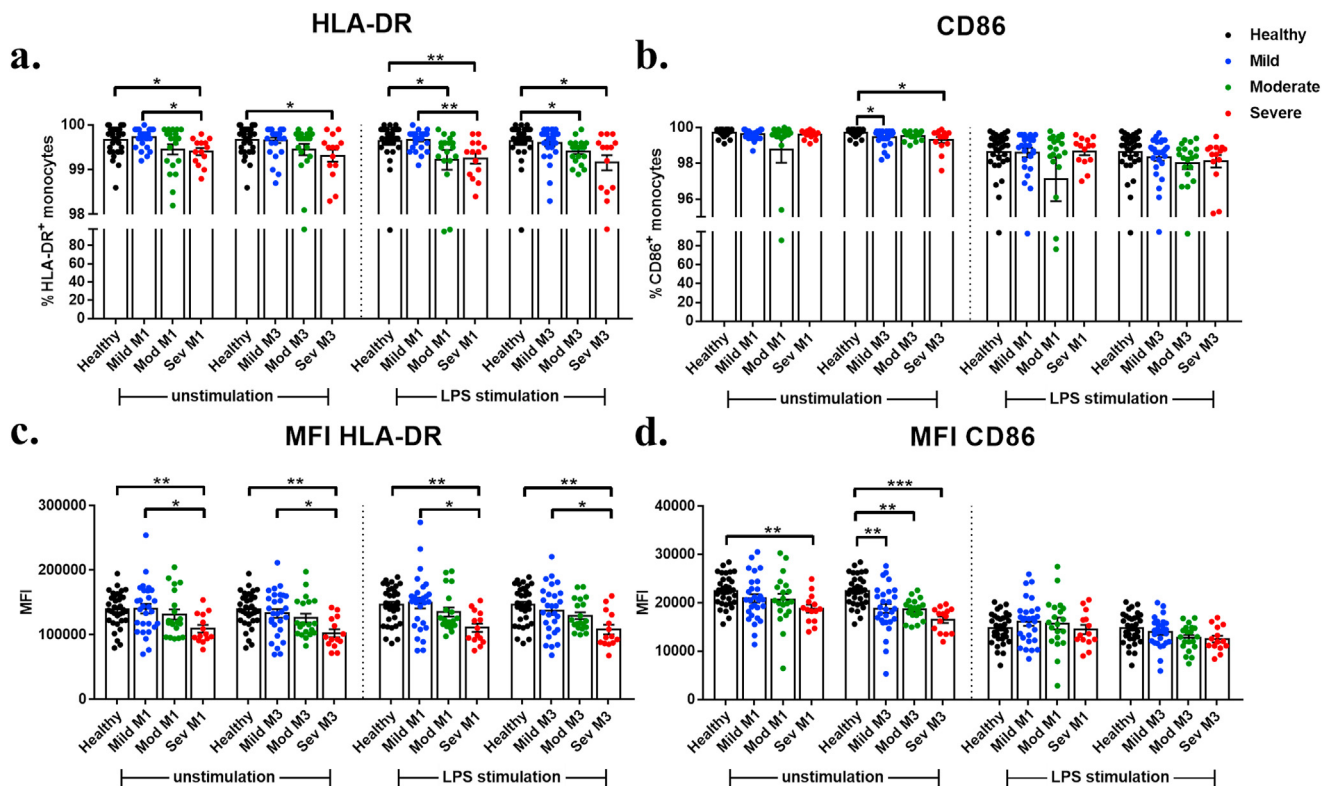 HLA-DR
CD86
Healthy
Mild
Moderate
Severe
a.
b.
* * ** * ** * * *
* *
% HLA-DR+ monocytes
100
99
98
80
60
40
20
0
Healthy Mild M1 Mod M1 Sev M1 Healthy Mild M3 Mod M3 Sev M3 Healthy Mild M1 Mod M1 Sev M1 Healthy Mild M3 Mod M3 Sev M3
unstimulation LPS stimulation
% CD86+ monocytes
100
98
96
80
60
40
20
0
Healthy Mild M1 Mod M1 Sev M1 Healthy Mild M3 Mod M3 Sev M3 Healthy Mild M1 Mod M1 Sev M1 Healthy Mild M3 Mod M3 Sev M3
unstimulation LPS stimulation
c.
MFI HLA-DR
d.
MFI CD86
** * ** * ** * ** *
** ** ** ***
MFI
300000
200000
100000
0
Healthy Mild M1 Mod M1 Sev M1 Healthy Mild M3 Mod M3 Sev M3 Healthy Mild M1 Mod M1 Sev M1 Healthy Mild M3 Mod M3 Sev M3
unstimulation LPS stimulation
MFI
40000
30000
20000
10000
0
Healthy Mild M1 Mod M1 Sev M1 Healthy Mild M3 Mod M3 Sev M3 Healthy Mild M1 Mod M1 Sev M1 Healthy Mild M3 Mod M3 Sev M3
unstimulation LPS stimulation